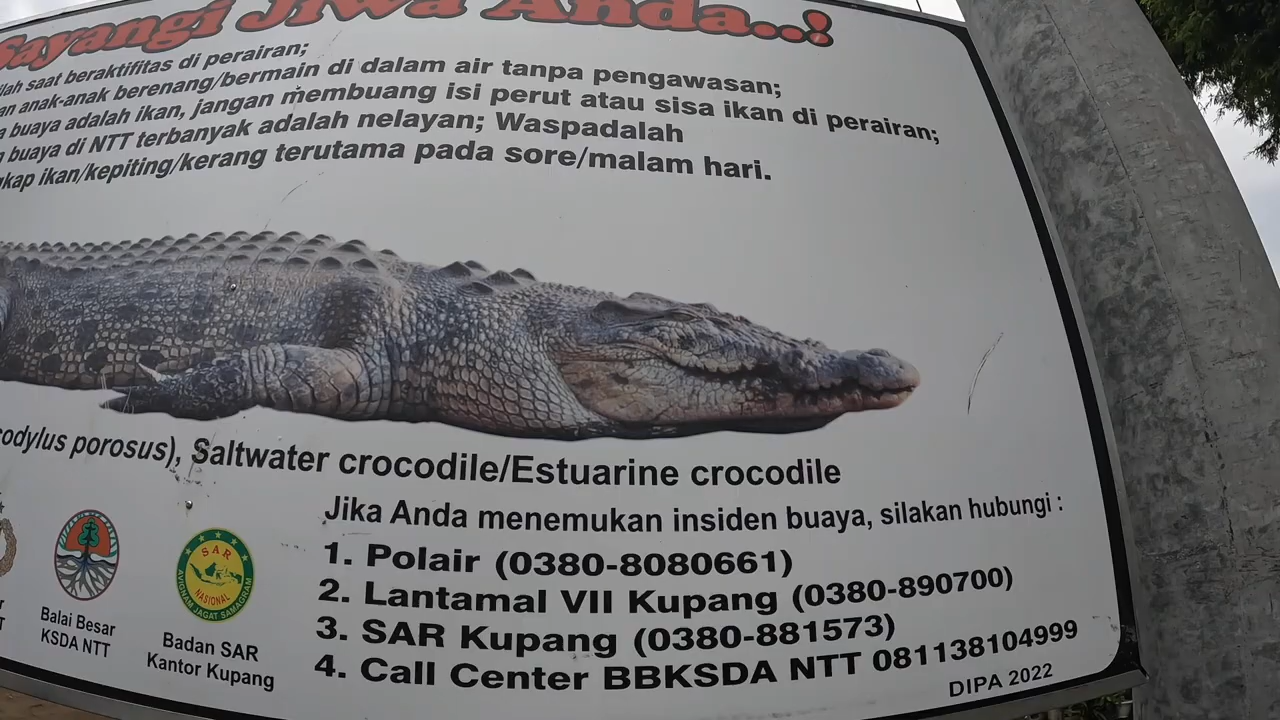 Sayangi Jiwa Anda..!
saat beraktifitas di perairan;
anak-anak berenang/bermain di dalam air tanpa pengawasan;
buaya adalah ikan, jangan membuang isi perut atau sisa ikan di perairan;
buaya di NTT terbanyak adalah nelayan; Waspadalah
ikan/kepiting/kerang terutama pada sore/malam hari.
porosus), Saltwater crocodile/Estuarine crocodile
Jika Anda menemukan insiden buaya, silakan hubungi :
1. Polair (0380-8080661)
2. Lantamal VII Kupang (0380-890700)
3. SAR Kupang (0380-881573)
4. Call Center BBKSDA NTT 081138104999
DIPA 2022
Balai Besar
KSDA NTT
SAR
NASIONAL
AVIGNAM JAGAT SAMAGRAM
Badan SAR
Kantor Kupang